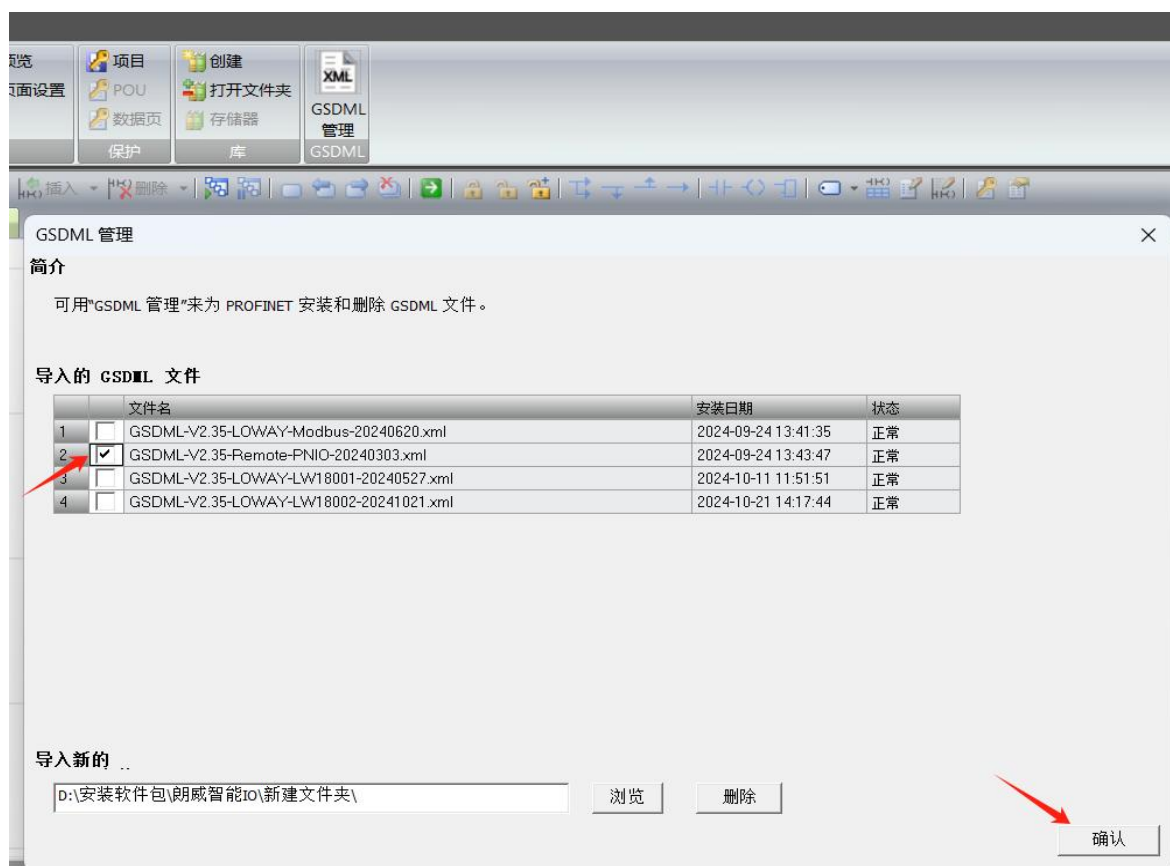 项目
创建
XML
页面设置
POU
打开文件夹
GSDML
管理
数据页
存储器
保护
库
GSDML
插入
删除
GSDML 管理
简介
可用"GSDML 管理"来为 PROFINET 安装和删除 GSDML 文件。
导入的 GSDML 文件
文件名 安装日期 状态
1 GSDML-V2.35-LOWAY-Modbus-20240620.xml 2024-09-24 13:41:35 正常
2 GSDML-V2.35-Remote-PNIO-20240303.xml 2024-09-24 13:43:47 正常
3 GSDML-V2.35-LOWAY-LW18001-20240527.xml 2024-10-11 11:51:51 正常
4 GSDML-V2.35-LOWAY-LW18002-20241021.xml 2024-10-21 14:17:44 正常
导入新的 ..
D:\安装软件包\朗威智能IO\新建文件夹\
浏览
删除
确认